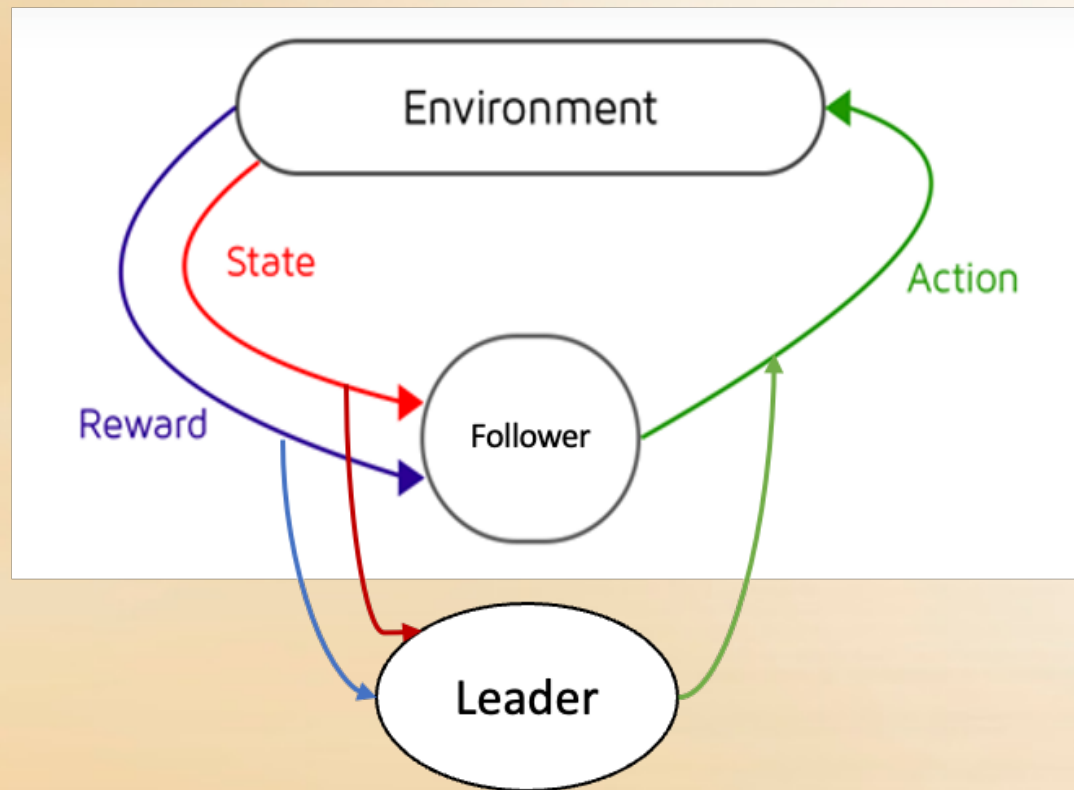 Environment
State
Action
Reward
Follower
Leader